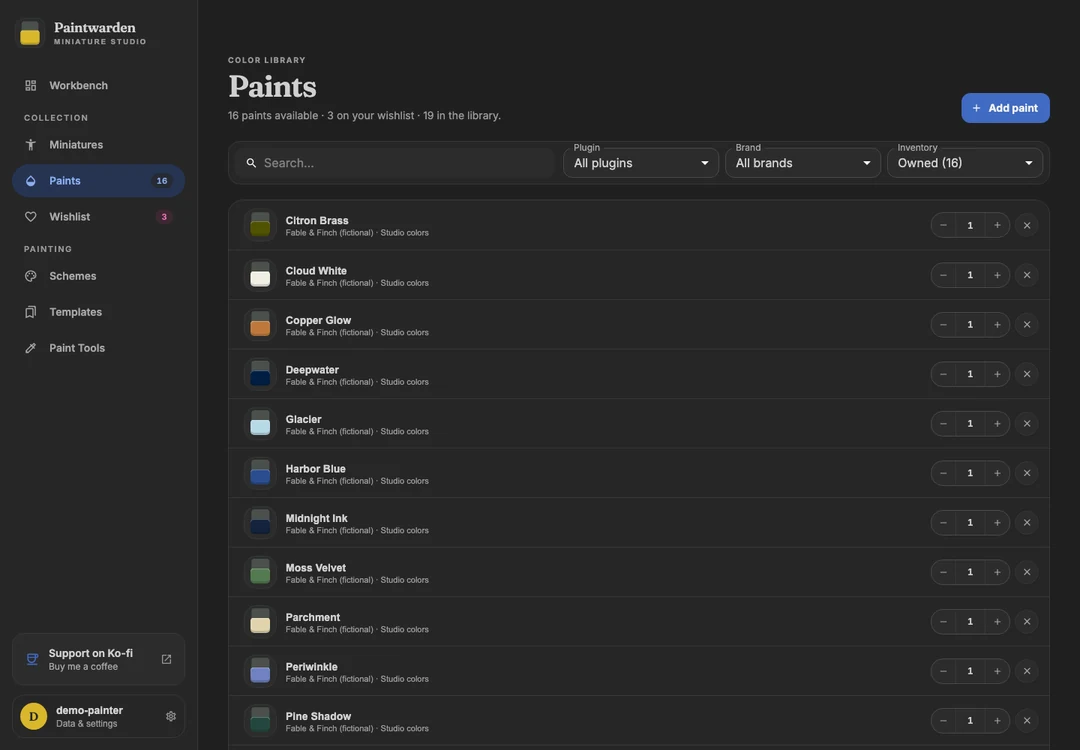 Paintwarden
MINIATURE STUDIO
Workbench
COLLECTION
Miniatures
Paints 16
Wishlist 3
PAINTING
Schemes
Templates
Paint Tools
Support on Ko-fi
Buy me a coffee
D
demo-painter
Data & settings
COLOR LIBRARY
Paints
16 paints available · 3 on your wishlist · 19 in the library.
+ Add paint
Search...
Plugin
All plugins
Brand
All brands
Inventory
Owned (16)
Citron Brass
Fable & Finch (fictional) · Studio colors
− 1 + ×
Cloud White
Fable & Finch (fictional) · Studio colors
− 1 + ×
Copper Glow
Fable & Finch (fictional) · Studio colors
− 1 + ×
Deepwater
Fable & Finch (fictional) · Studio colors
− 1 + ×
Glacier
Fable & Finch (fictional) · Studio colors
− 1 + ×
Harbor Blue
Fable & Finch (fictional) · Studio colors
− 1 + ×
Midnight Ink
Fable & Finch (fictional) · Studio colors
− 1 + ×
Moss Velvet
Fable & Finch (fictional) · Studio colors
− 1 + ×
Parchment
Fable & Finch (fictional) · Studio colors
− 1 + ×
Periwinkle
Fable & Finch (fictional) · Studio colors
− 1 + ×
Pine Shadow
Fable & Finch (fictional) · Studio colors
− 1 + ×